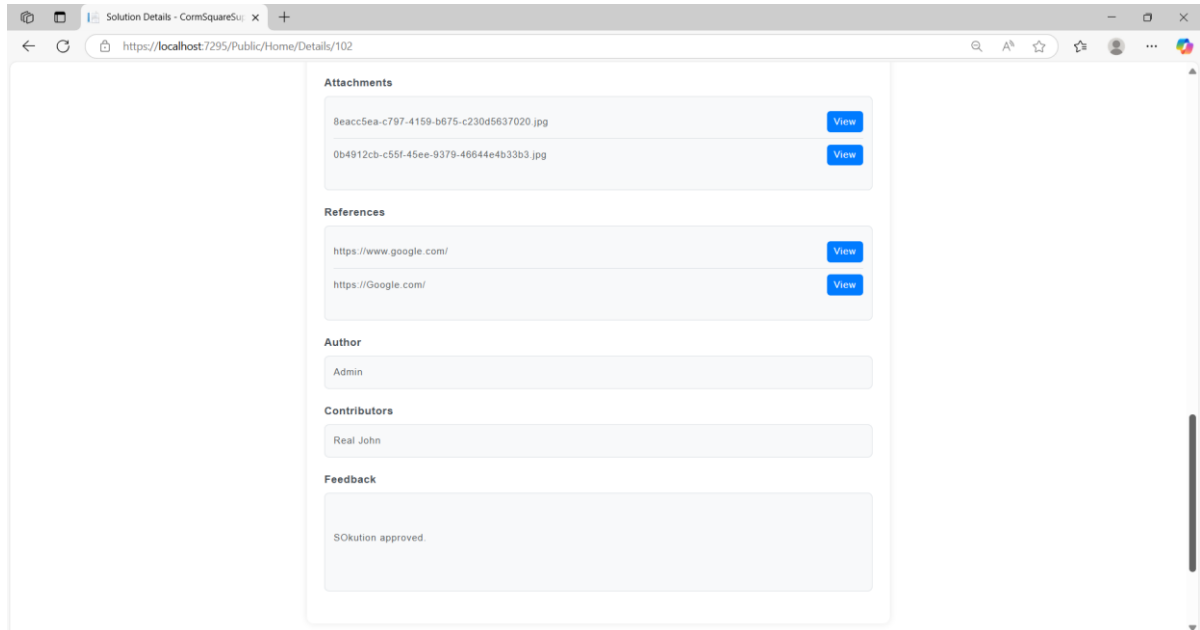 Solution Details - CormSquareSup
https://localhost:7295/Public/Home/Details/102
Attachments
8eacc5ea-c797-4159-b675-c230d5637020.jpg View
0b4912cb-c55f-45ee-9379-46644e4b33b3.jpg View
References
https://www.google.com/ View
https://Google.com/ View
Author
Admin
Contributors
Real John
Feedback
SOkution approved.